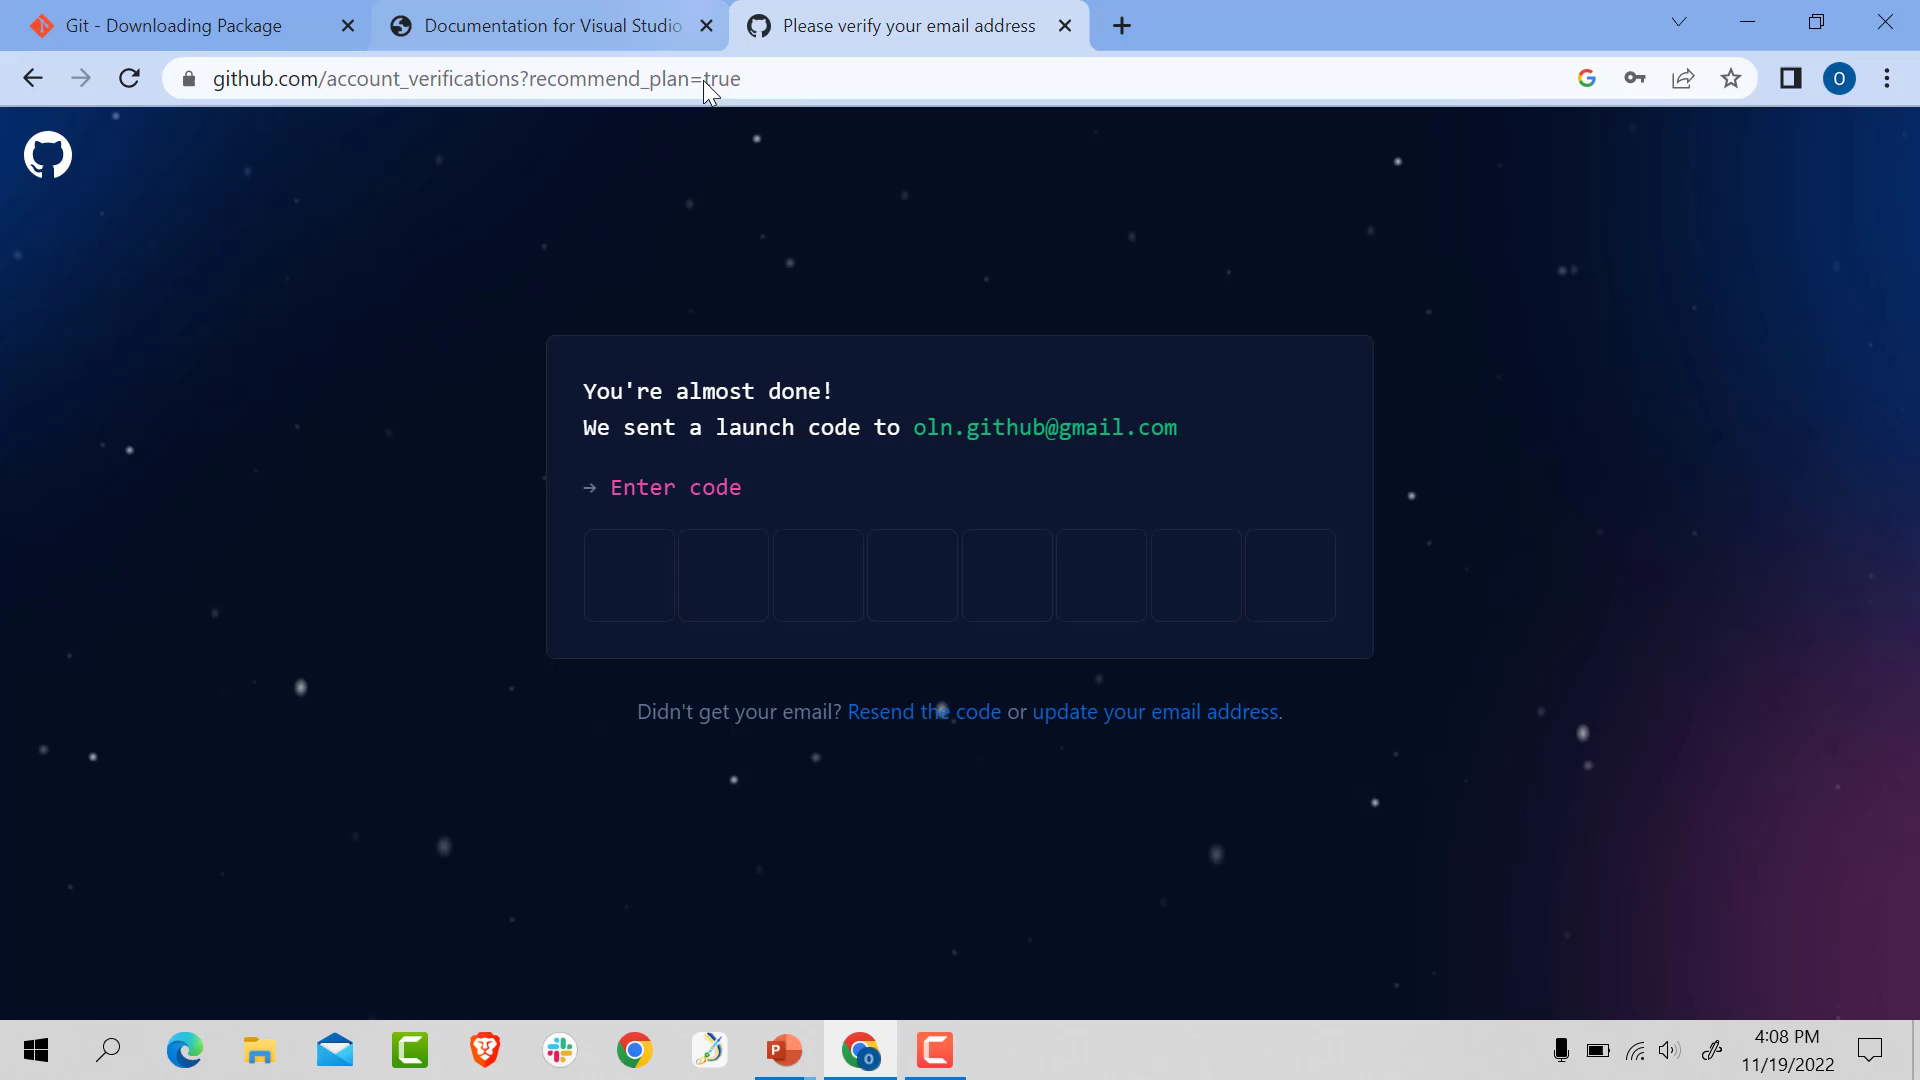 Git - Downloading Package
Documentation for Visual Studio
Please verify your email address
github.com/account_verifications?recommend_plan=true
O
You're almost done!
We sent a launch code to oln.github@gmail.com
→ Enter code
Didn't get your email? Resend the code or update your email address.
P
O
4:08 PM
11/19/2022